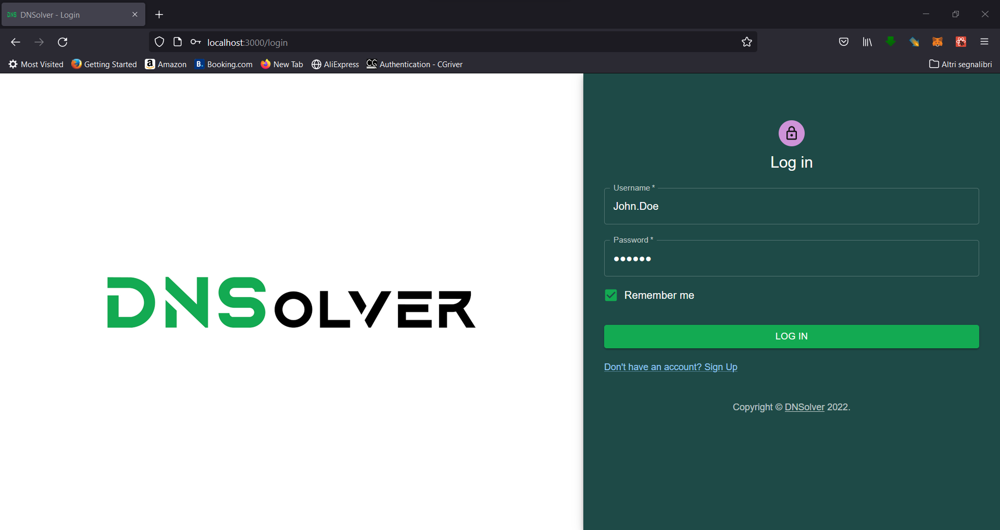 DNS DNSolver - Login
localhost:3000/login
Most Visited Getting Started a Amazon B. Booking.com New Tab AliExpress CG Authentication - CGriver Altri segnalibri
DNSOLVER
Log in
Username *
John.Doe
Password *
Remember me
LOG IN
Don't have an account? Sign Up
Copyright © DNSolver 2022.